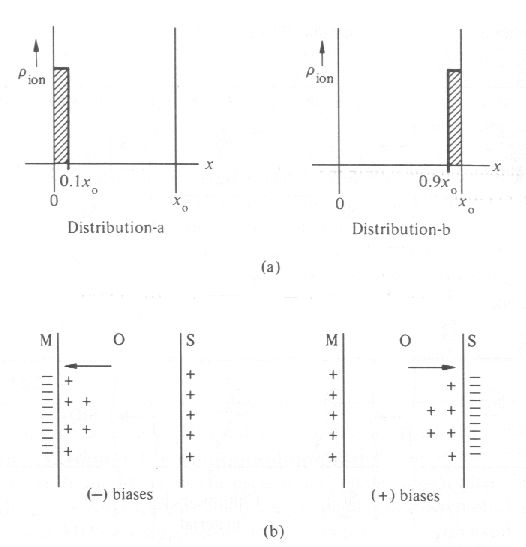 ρion
ρion
x
x
0.1xo
0.9xo
0
xo
0
xo
Distribution-a
Distribution-b
(a)
M O S
M O S
+ + + + + +
+ + + + +
+ + + + +
+ + + + + +
(−) biases
(+) biases
(b)